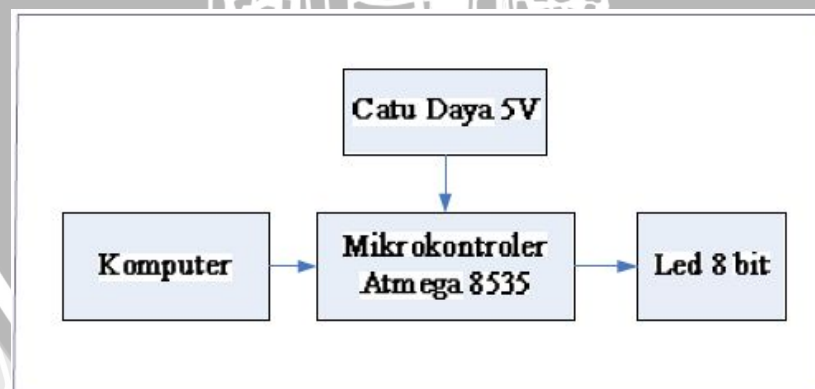 Catu Daya 5V
Komputer
Mikrokontroler
Atmega 8535
Led 8 bit